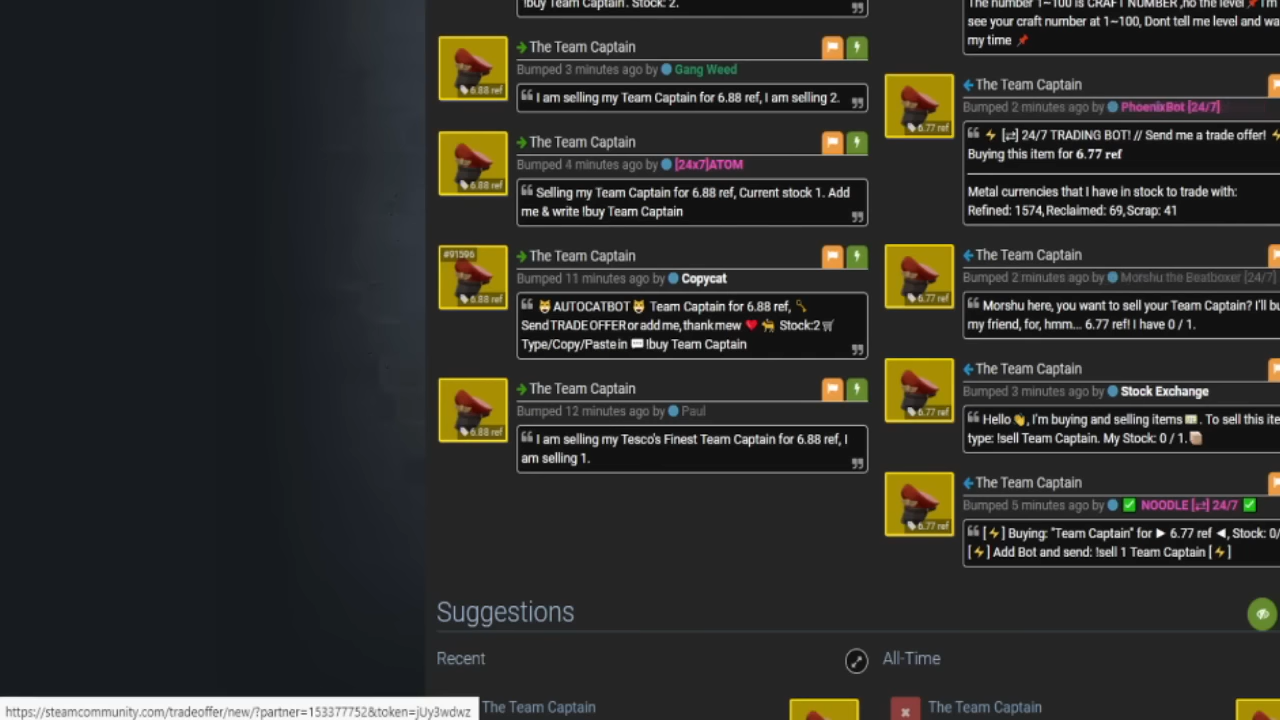 !buy Team Captain. Stock: 2.
The Team Captain
Bumped 3 minutes ago by Gang Weed
6.88 ref
I am selling my Team Captain for 6.88 ref, I am selling 2.
The Team Captain
Bumped 4 minutes ago by [24x7]ATOM
6.88 ref
Selling my Team Captain for 6.88 ref, Current stock 1. Add
me & write !buy Team Captain
#91596
The Team Captain
Bumped 11 minutes ago by Copycat
6.88 ref
😼 AUTOCATBOT 😼 Team Captain for 6.88 ref,
Send TRADE OFFER or add me, thank mew ❤️ 🐈 Stock:2 🛒
Type/Copy/Paste in 💬 !buy Team Captain
The Team Captain
Bumped 12 minutes ago by Paul
6.88 ref
I am selling my Tesco's Finest Team Captain for 6.88 ref, I
am selling 1.
The number 1~100 is CRAFT NUMBER ,no the level 📌 I'm
see your craft number at 1~100, Dont tell me level and wa
my time 📌
The Team Captain
Bumped 2 minutes ago by PhoenixBot [24/7]
6.77 ref
⚡ [⇄] 24/7 TRADING BOT! // Send me a trade offer! ⚡
Buying this item for 6.77 ref
Metal currencies that I have in stock to trade with:
Refined: 1574, Reclaimed: 69, Scrap: 41
The Team Captain
Bumped 2 minutes ago by Morshu the Beatboxer [24/7]
6.77 ref
Morshu here, you want to sell your Team Captain? I'll bu
my friend, for, hmm... 6.77 ref! I have 0 / 1.
The Team Captain
Bumped 3 minutes ago by Stock Exchange
6.77 ref
Hello 👋, I'm buying and selling items 💵. To sell this ite
type: !sell Team Captain. My Stock: 0 / 1.
The Team Captain
Bumped 5 minutes ago by ✅ NOODLE [⇄] 24/7 ✅
6.77 ref
[⚡] Buying: "Team Captain" for ▶ 6.77 ref ◀, Stock: 0/
[⚡] Add Bot and send: !sell 1 Team Captain [⚡]
Suggestions
Recent
All-Time
The Team Captain
The Team Captain
https://steamcommunity.com/tradeoffer/new/?partner=153377752&token=jUy3wdwz